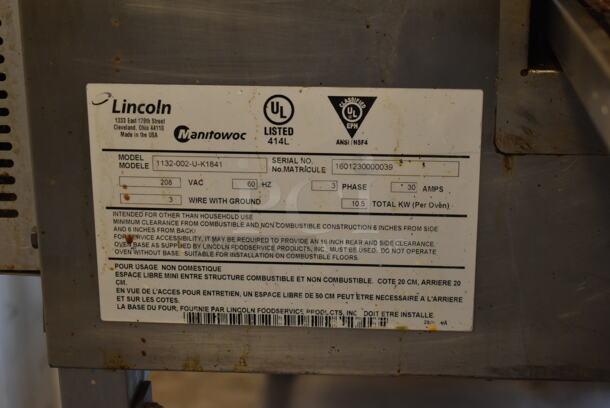 Lincoln
1333 East 179th Street
Cleveland, Ohio 44110
Made in the USA
Manitowoc
UL
LISTED
414L
CLASSIFIED
UL
EPH
ANSI / NSF4
MODEL
MODELE 1132-002-U-K1841
SERIAL NO.
No.MATRÍCULE 1601230000039
208 VAC 60 HZ 3 PHASE 30 AMPS
3 WIRE WITH GROUND 10.5 TOTAL KW (Per Oven)
INTENDED FOR OTHER THAN HOUSEHOLD USE
MINIMUM CLEARANCE FROM COMBUSTIBLE AND NON COMBUSTIBLE CONSTRUCTION 6 INCHES FROM SIDE
AND 6 INCHES FROM BACK/
FOR SERVICE ACCESSIBILITY, IT MAY BE REQUIRED TO PROVIDE AN 18 INCH REAR AND SIDE CLEARANCE.
OVEN BASE AS SUPPLIED BY LINCOLN FOODSERVICE PRODUCTS, INC. MUST BE USED. DO NOT OPERATE
OVEN WITHOUT BASE. SUITABLE FOR INSTALLATION ON COMBUSTIBLE FLOORS.
POUR USAGE NON DOMESTIQUE
ESPACE LIBRE MINI ENTRE STRUCTURE COMBUSTIBLE ET NON COMBUSTIBLE. COTE 20 CM, ARRIERE 20
CM.
EN VUE DE L'ACCES POUR ENTRETIEN, UN ESPACE LIBRE DE 50 CM PEUT ETRE NECESSAIRE A L'ARRIERE
ET SUR LES COTES.
LA BASE DU FOUR, FOURNIE PAR LINCOLN FOODSERVICE PRODUCTS, INC. DOIT ETRE INSTALLE.